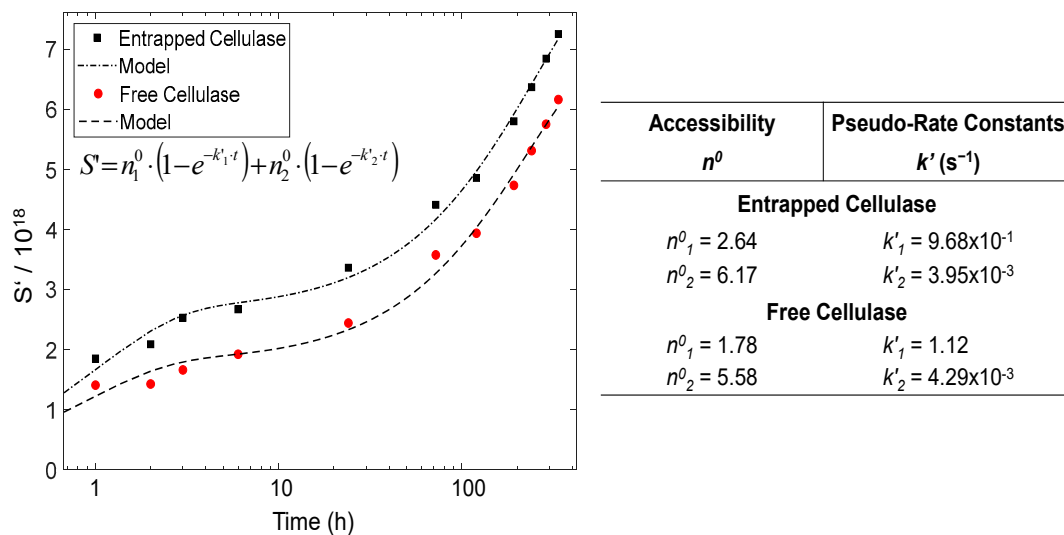 Entrapped Cellulase
Model
Free Cellulase
Model
S'=n₁⁰·(1−e^{−k'₁·t})+n₂⁰·(1−e^{−k'₂·t})
7
6
5
4
3
2
1
0
S' / 10¹⁸
1 10 100
Time (h)
Accessibility Pseudo-Rate Constants
n⁰ k' (s⁻¹)
Entrapped Cellulase
n⁰₁ = 2.64 k'₁ = 9.68x10⁻¹
n⁰₂ = 6.17 k'₂ = 3.95x10⁻³
Free Cellulase
n⁰₁ = 1.78 k'₁ = 1.12
n⁰₂ = 5.58 k'₂ = 4.29x10⁻³